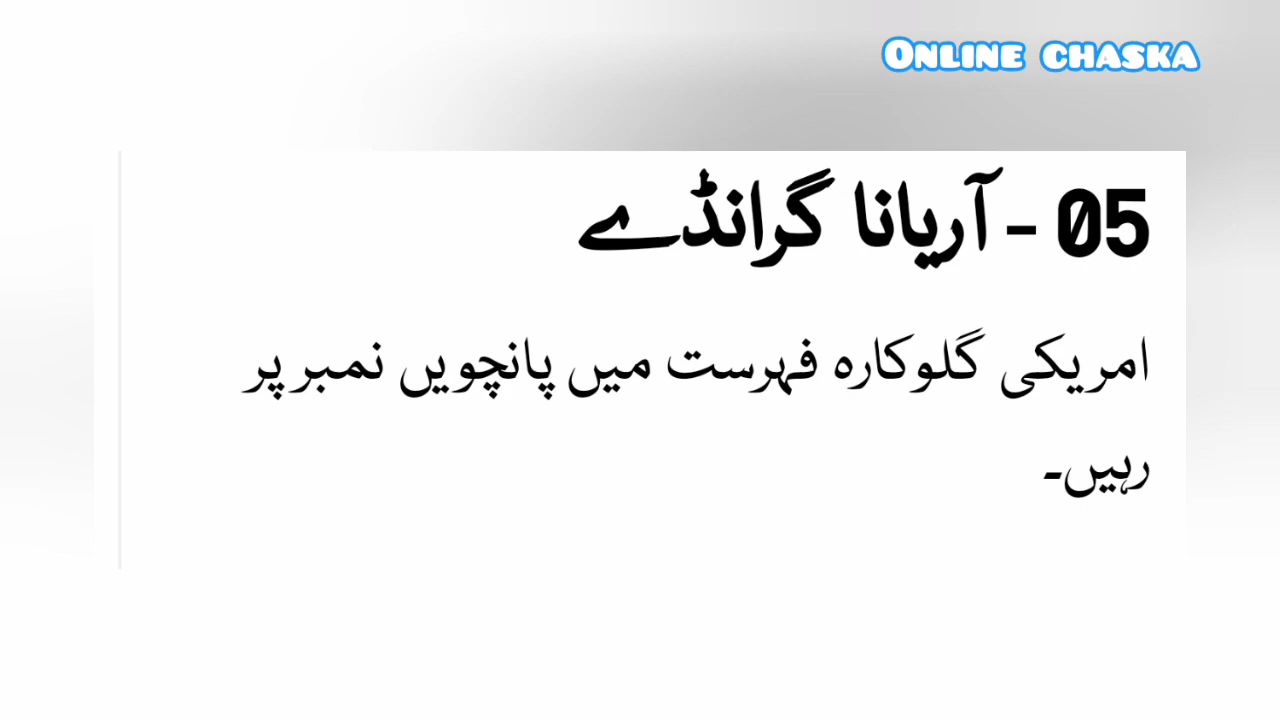 ONLINE CHASKA
05 - آریانا گرانڈے
امریکی گلوکارہ فہرست میں پانچویں نمبر پر
رہیں۔